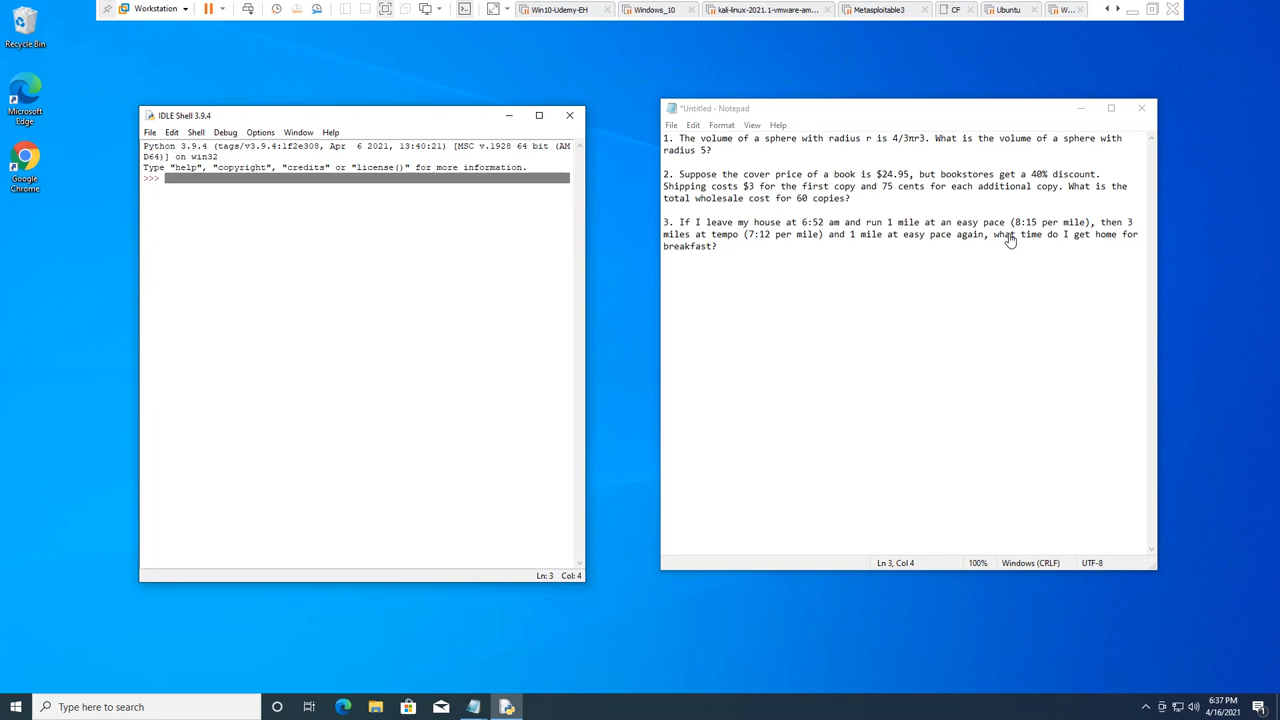 Workstation
Win10-Udemy-EH
Windows_10
kali-linux-2021.1-vmware-am...
Metasploitable3
CF
Ubuntu
W...
Recycle Bin
Microsoft
Edge
Google
Chrome
IDLE Shell 3.9.4
File Edit Shell Debug Options Window Help
Python 3.9.4 (tags/v3.9.4:1f2e308, Apr 6 2021, 13:40:21) [MSC v.1928 64 bit (AM
D64)] on win32
Type "help", "copyright", "credits" or "license()" for more information.
>>>
Ln: 3 Col: 4
*Untitled - Notepad
File Edit Format View Help
1. The volume of a sphere with radius r is 4/3πr3. What is the volume of a sphere with
radius 5?
2. Suppose the cover price of a book is $24.95, but bookstores get a 40% discount.
Shipping costs $3 for the first copy and 75 cents for each additional copy. What is the
total wholesale cost for 60 copies?
3. If I leave my house at 6:52 am and run 1 mile at an easy pace (8:15 per mile), then 3
miles at tempo (7:12 per mile) and 1 mile at easy pace again, what time do I get home for
breakfast?
Ln 3, Col 4 100% Windows (CRLF) UTF-8
Type here to search
6:37 PM
4/16/2021
1